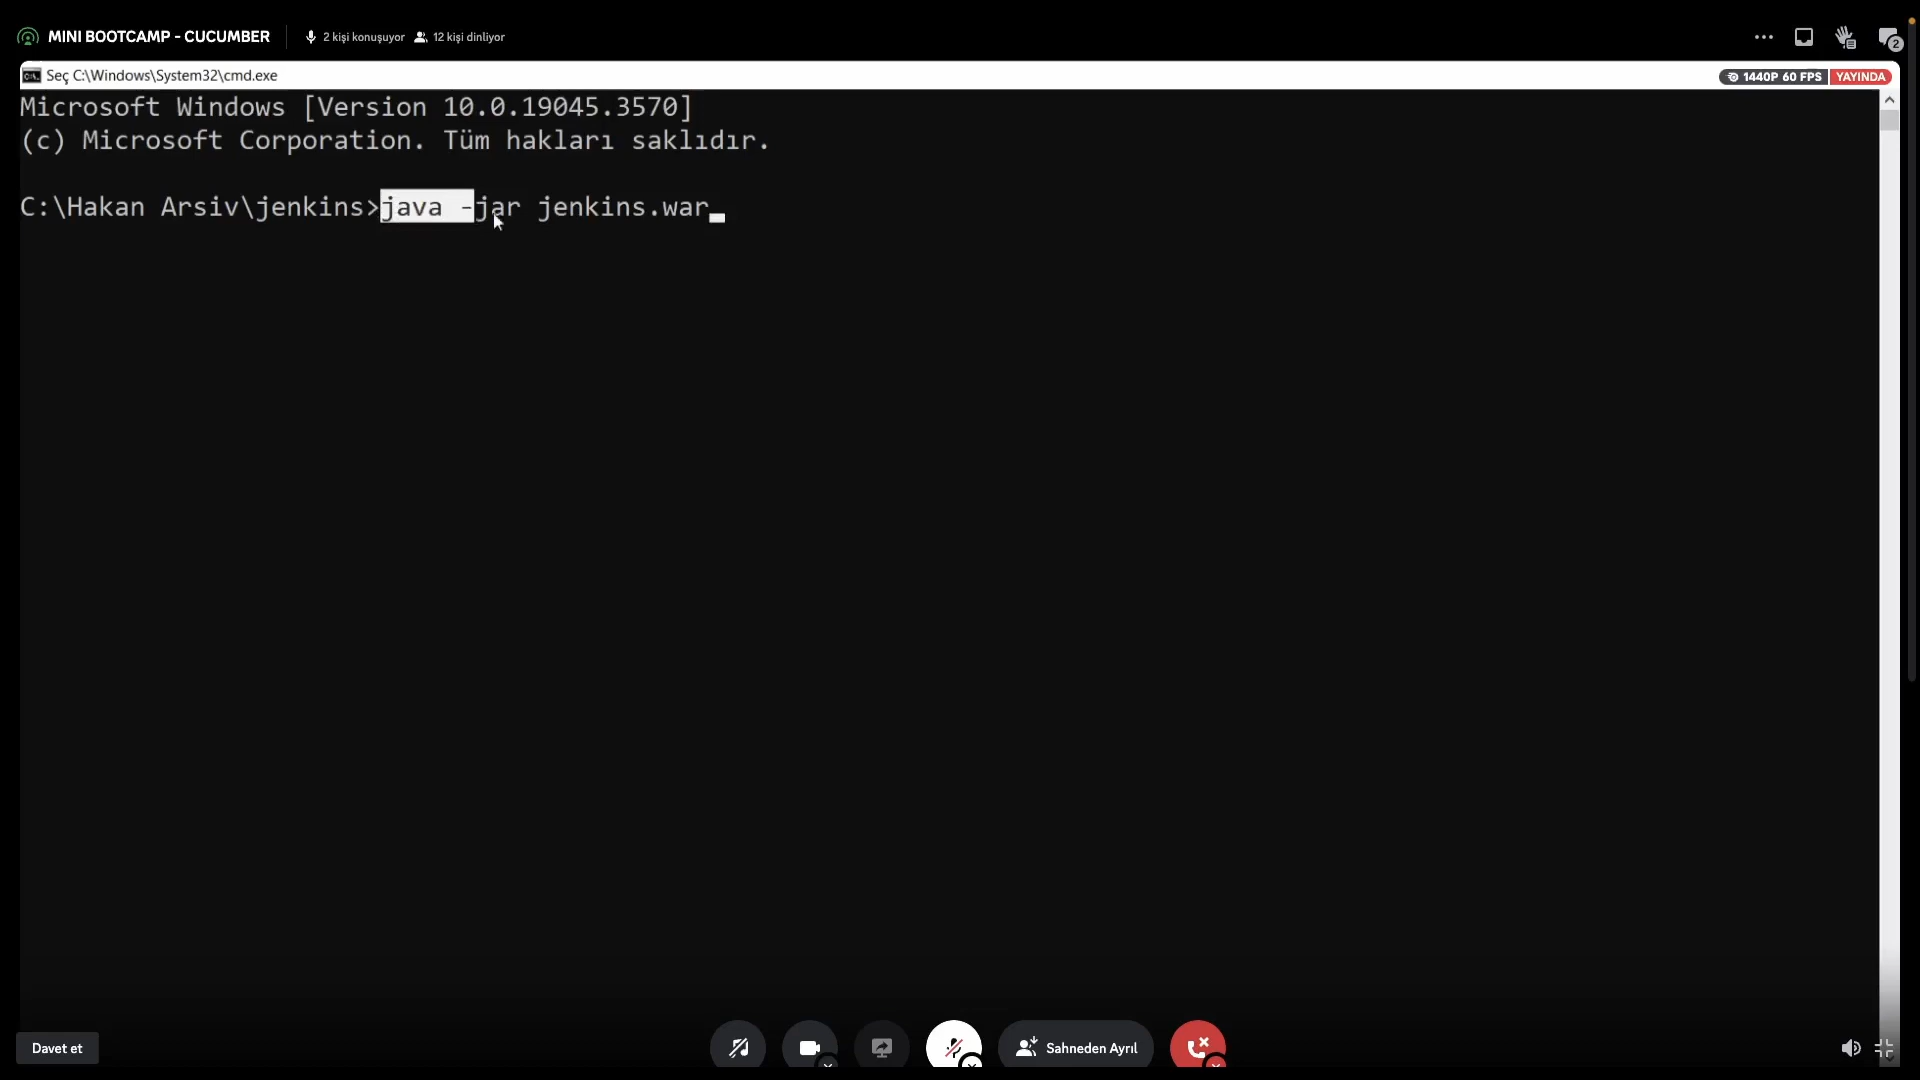 MINI BOOTCAMP - CUCUMBER
2 kişi konuşuyor
12 kişi dinliyor
2
Seç C:\Windows\System32\cmd.exe
1440P 60 FPS
YAYINDA
Microsoft Windows [Version 10.0.19045.3570]
(c) Microsoft Corporation. Tüm hakları saklıdır.
C:\Hakan Arsiv\jenkins>java -jar jenkins.war
Davet et
Sahneden Ayrıl